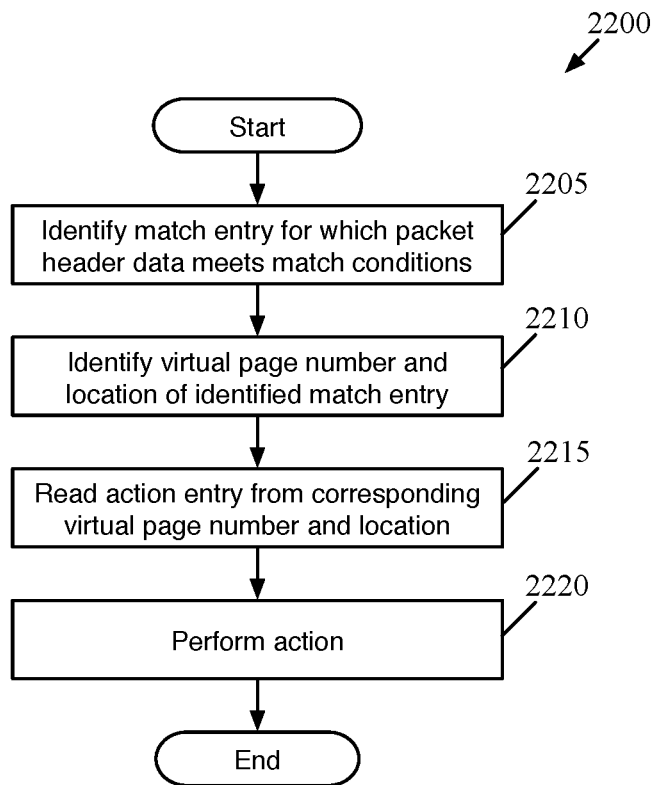 2200
Start
2205
Identify match entry for which packet
header data meets match conditions
2210
Identify virtual page number and
location of identified match entry
2215
Read action entry from corresponding
virtual page number and location
2220
Perform action
End